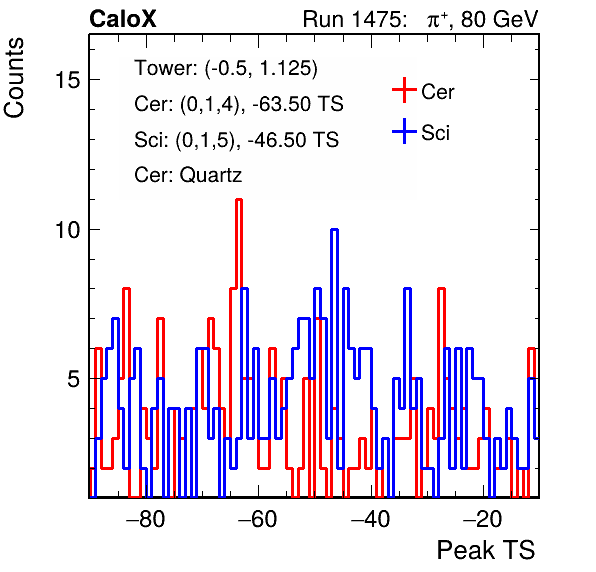 CaloX Run 1475: π⁺, 80 GeV
Counts
15
10
5
Tower: (-0.5, 1.125)
Cer: (0,1,4), -63.50 TS
Sci: (0,1,5), -46.50 TS
Cer: Quartz
Cer
Sci
−80 −60 −40 −20
Peak TS